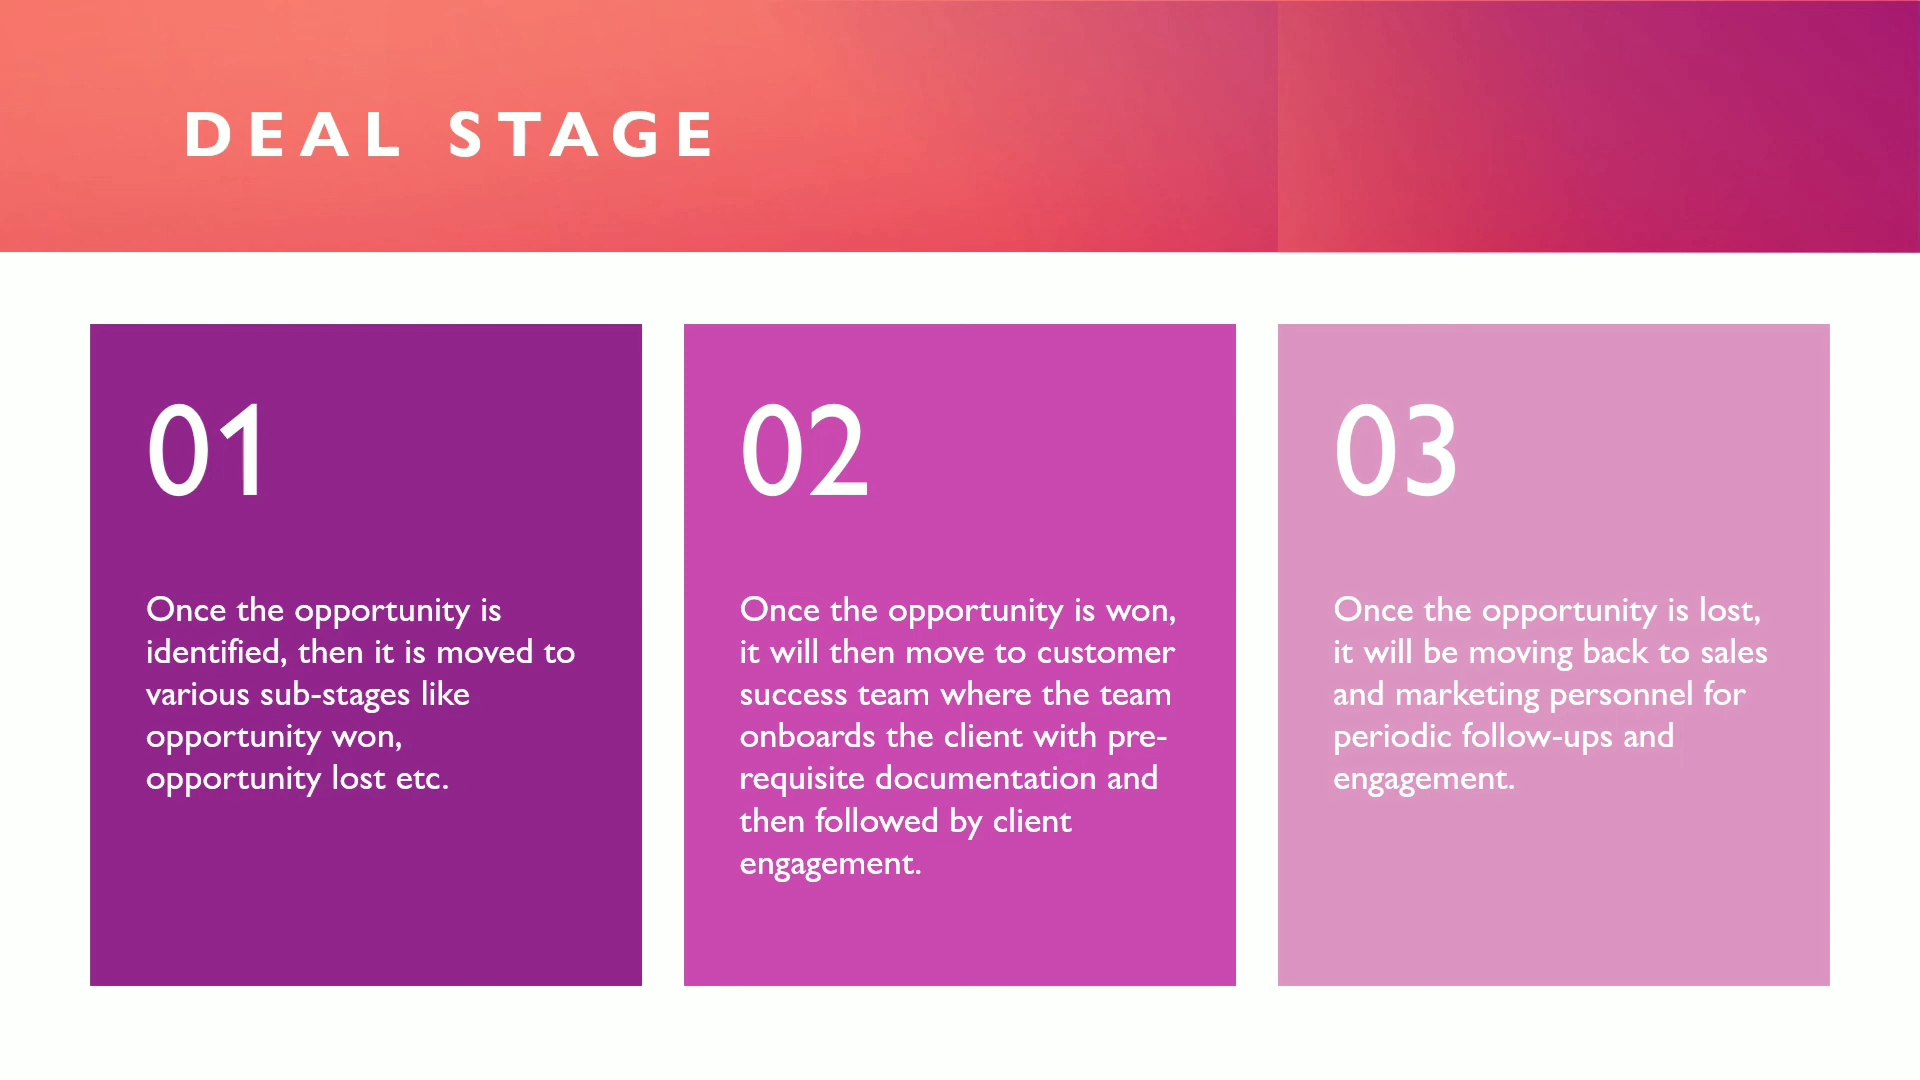 DEAL STAGE
01
Once the opportunity is
identified, then it is moved to
various sub-stages like
opportunity won,
opportunity lost etc.
02
Once the opportunity is won,
it will then move to customer
success team where the team
onboards the client with pre-
requisite documentation and
then followed by client
engagement.
03
Once the opportunity is lost,
it will be moving back to sales
and marketing personnel for
periodic follow-ups and
engagement.